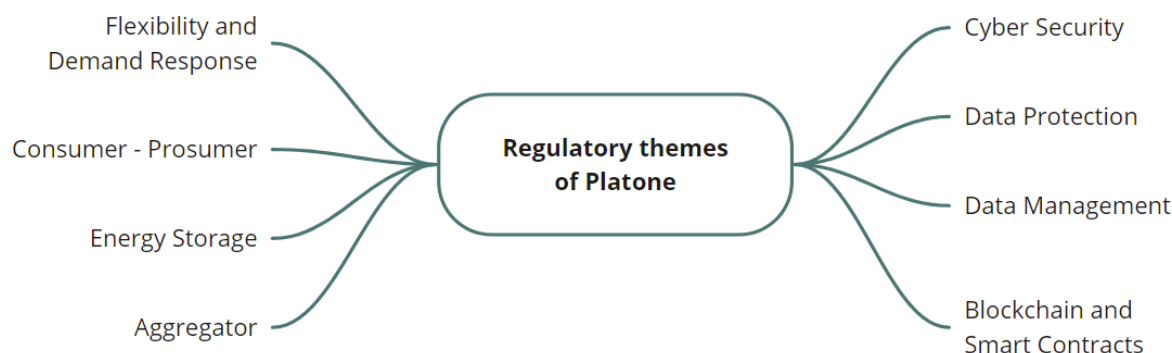 Flexibility and
Demand Response
Consumer - Prosumer
Energy Storage
Aggregator
Regulatory themes
of Platone
Cyber Security
Data Protection
Data Management
Blockchain and
Smart Contracts